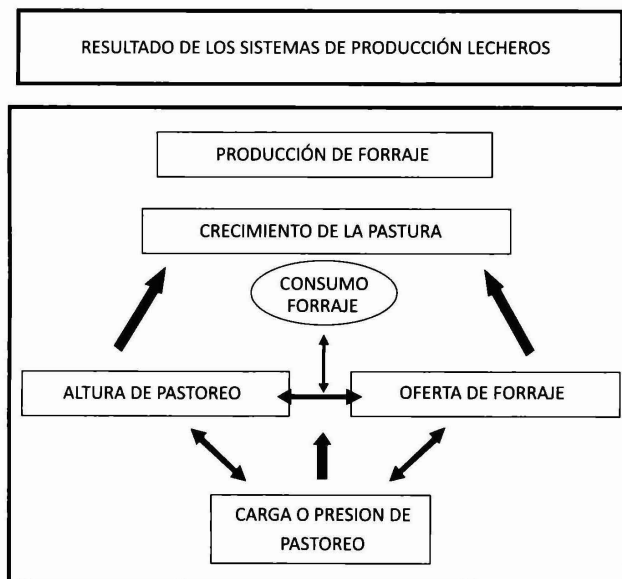 RESULTADO DE LOS SISTEMAS DE PRODUCCIÓN LECHEROS
PRODUCCIÓN DE FORRAJE
CRECIMIENTO DE LA PASTURA
CONSUMO
FORRAJE
ALTURA DE PASTOREO
OFERTA DE FORRAJE
CARGA O PRESION DE
PASTOREO